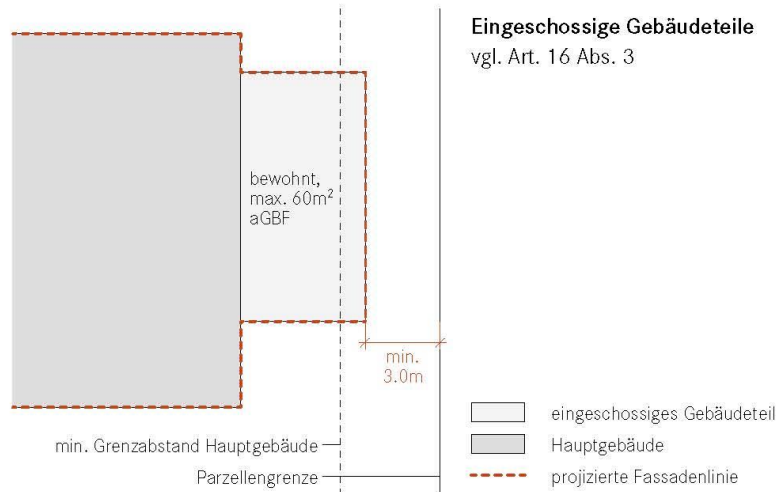 Eingeschossige Gebäudeteile
vgl. Art. 16 Abs. 3
bewohnt,
max. 60m²
aGBF
min.
3.0m
min. Grenzabstand Hauptgebäude
Parzellengrenze
eingeschossiges Gebäudeteil
Hauptgebäude
projizierte Fassadenlinie